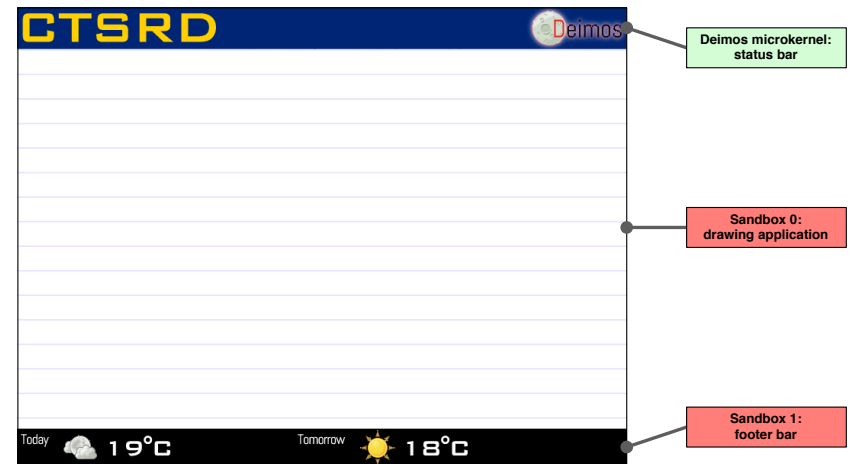 CTSRD
Deimos
Deimos microkernel:
status bar
Sandbox 0:
drawing application
Sandbox 1:
footer bar
Today
19°C
Tomorrow
18°C